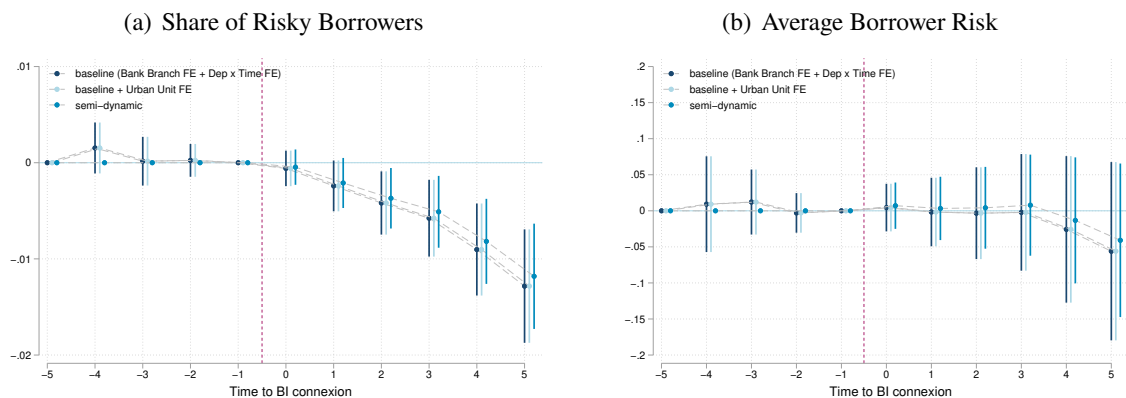 (a) Share of Risky Borrowers
.01
0
−.01
−.02
baseline (Bank Branch FE + Dep x Time FE)
baseline + Urban Unit FE
semi−dynamic
−5 −4 −3 −2 −1 0 1 2 3 4 5
Time to BI connexion
(b) Average Borrower Risk
.2
.15
.1
.05
0
−.05
−.1
−.15
−.2
baseline (Bank Branch FE + Dep x Time FE)
baseline + Urban Unit FE
semi−dynamic
−5 −4 −3 −2 −1 0 1 2 3 4 5
Time to BI connexion